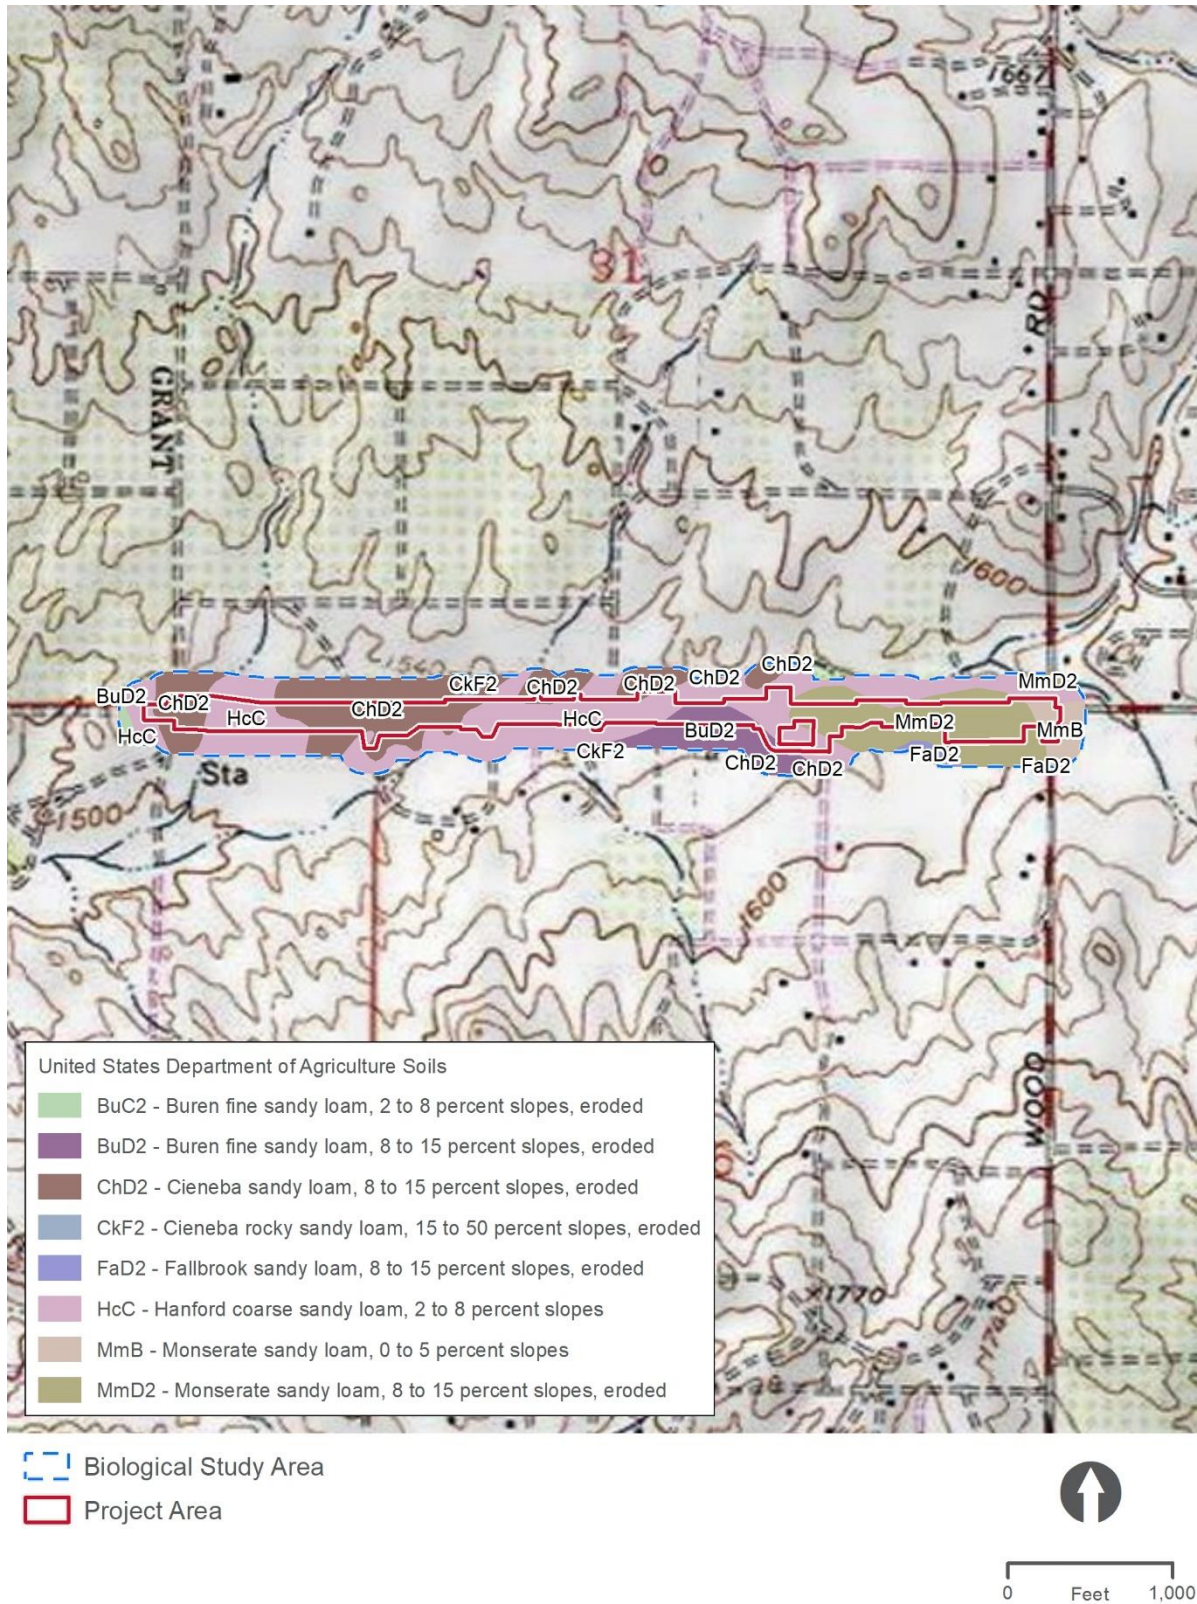 1667
91
RD
GRANT
1600
1540
ChD2
CkF2
ChD2
ChD2
ChD2
MmD2
BuD2
ChD2
HcC
ChD2
HcC
BuD2
MmD2
MmB
HcC
CkF2
ChD2
ChD2
FaD2
FaD2
Sta
1500
1600
WOOD
6
×1770
1740
United States Department of Agriculture Soils
BuC2 - Buren fine sandy loam, 2 to 8 percent slopes, eroded
BuD2 - Buren fine sandy loam, 8 to 15 percent slopes, eroded
ChD2 - Cieneba sandy loam, 8 to 15 percent slopes, eroded
CkF2 - Cieneba rocky sandy loam, 15 to 50 percent slopes, eroded
FaD2 - Fallbrook sandy loam, 8 to 15 percent slopes, eroded
HcC - Hanford coarse sandy loam, 2 to 8 percent slopes
MmB - Monserate sandy loam, 0 to 5 percent slopes
MmD2 - Monserate sandy loam, 8 to 15 percent slopes, eroded
Biological Study Area
Project Area
0 Feet 1,000